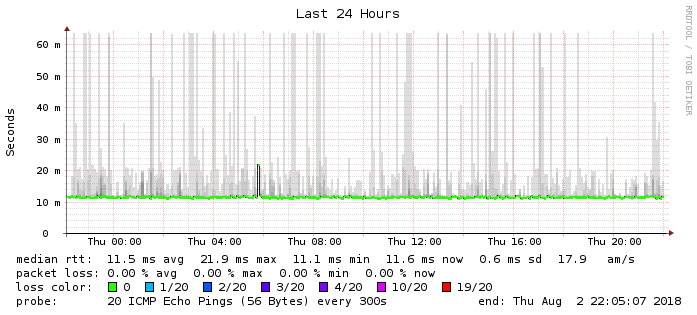 Last 24 Hours
RRDTOOL / TOBI OETIKER
Seconds
60 m
50 m
40 m
30 m
20 m
10 m
0
Thu 00:00 Thu 04:00 Thu 08:00 Thu 12:00 Thu 16:00 Thu 20:00
median rtt: 11.5 ms avg 21.9 ms max 11.1 ms min 11.6 ms now 0.6 ms sd 17.9 am/s
packet loss: 0.00 % avg 0.00 % max 0.00 % min 0.00 % now
loss color: 0 1/20 2/20 3/20 4/20 10/20 19/20
probe: 20 ICMP Echo Pings (56 Bytes) every 300s end: Thu Aug 2 22:05:07 2018